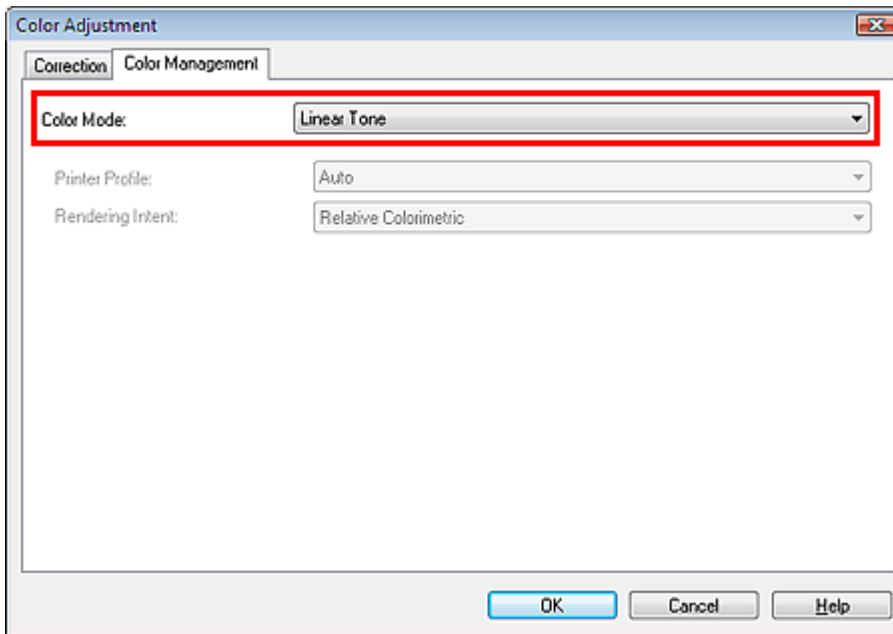 Color Adjustment
Correction Color Management
Color Mode: Linear Tone
Printer Profile: Auto
Rendering Intent: Relative Colorimetric
OK Cancel Help